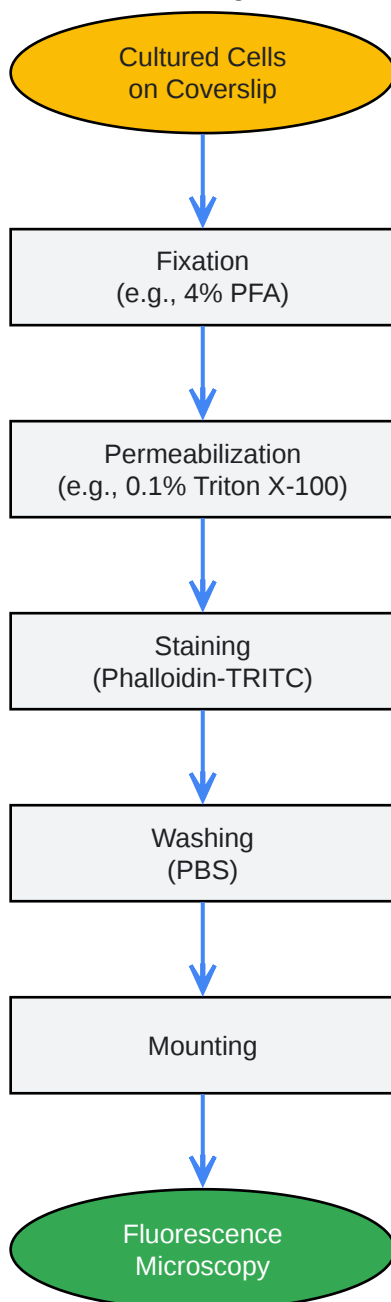 Cultured Cells
on Coverslip
Fixation
(e.g., 4% PFA)
Permeabilization
(e.g., 0.1% Triton X-100)
Staining
(Phalloidin-TRITC)
Washing
(PBS)
Mounting
Fluorescence
Microscopy